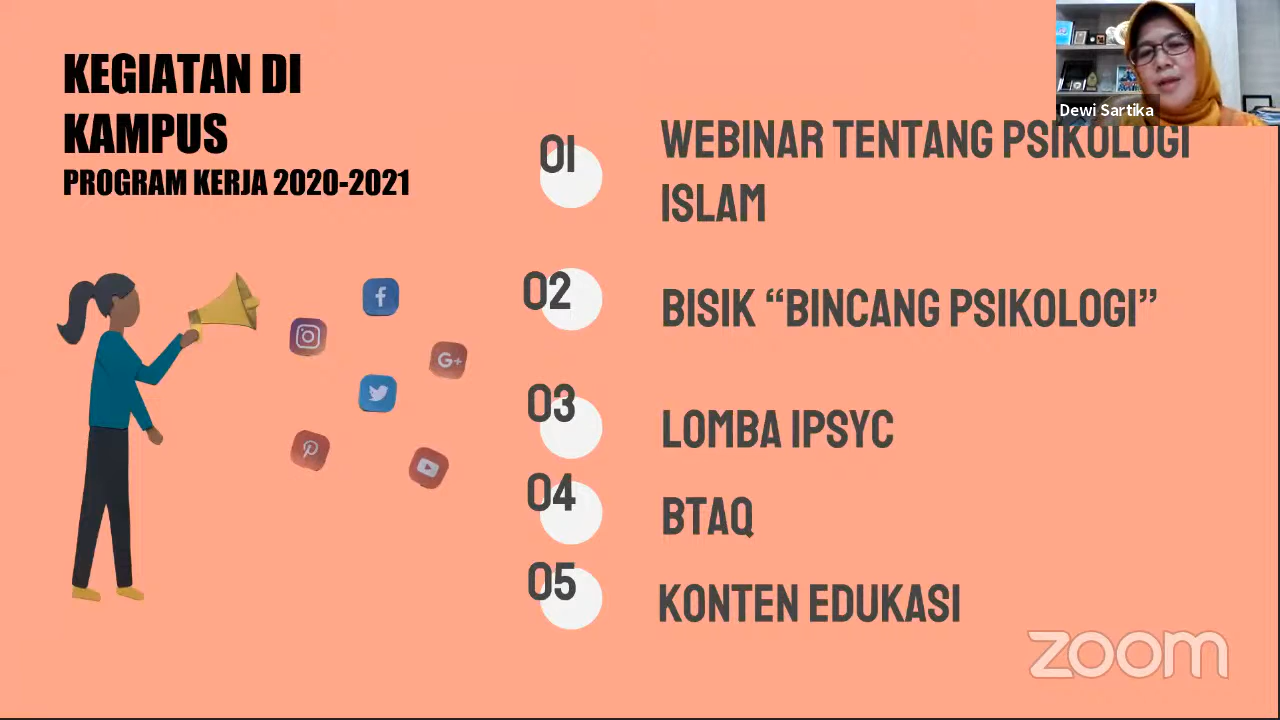 KEGIATAN DI
KAMPUS
PROGRAM KERJA 2020-2021
Dewi Sartika
01
WEBINAR TENTANG PSIKOLOGI
ISLAM
02
BISIK “BINCANG PSIKOLOGI”
03
LOMBA IPSYC
04
BTAQ
05
KONTEN EDUKASI
zoom